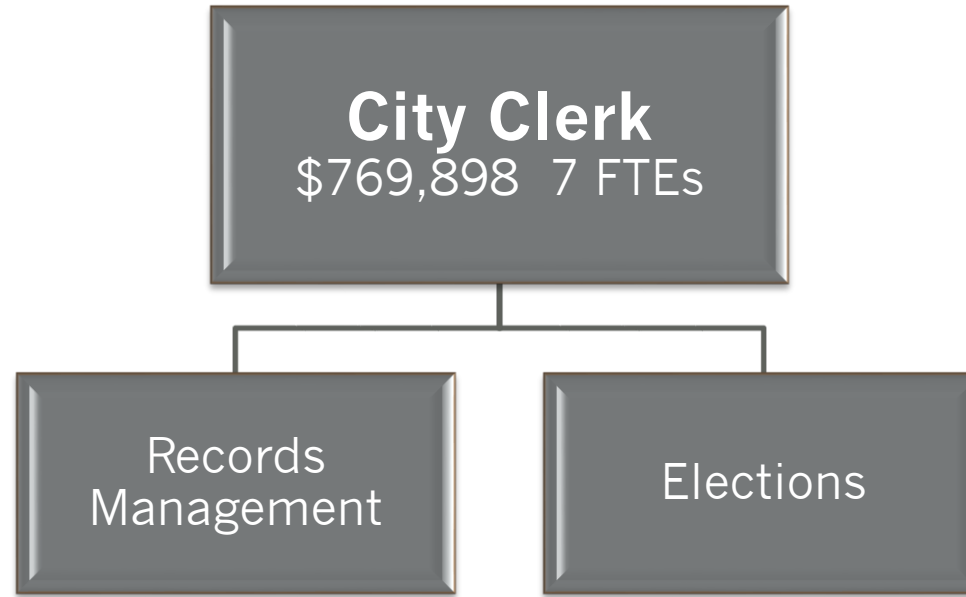 City Clerk
$769,898  7 FTEs
Records
Management
Elections